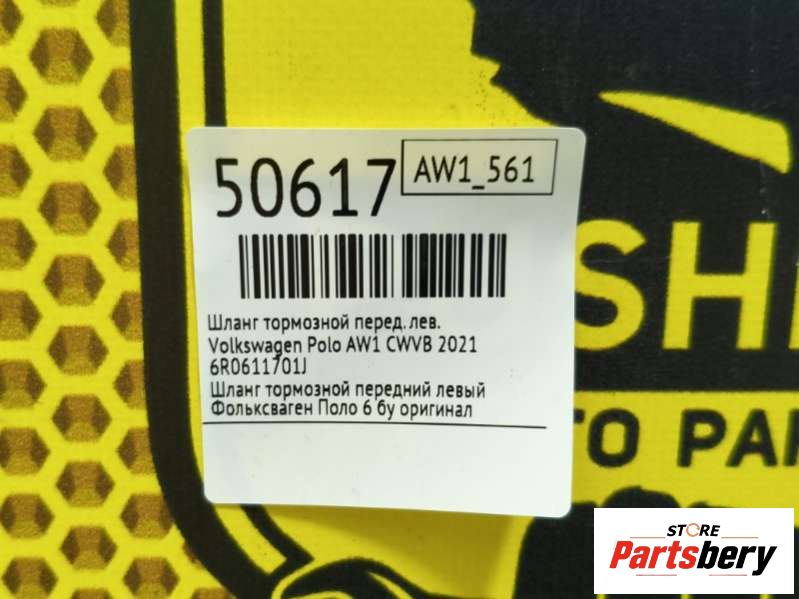 50617
AW1_561
Шланг тормозной перед. лев.
Volkswagen Polo AW1 CWVB 2021
6R0611701J
Шланг тормозной передний левый
Фольксваген Поло 6 бу оригинал
SH
TO PA
STORE
Partsbery